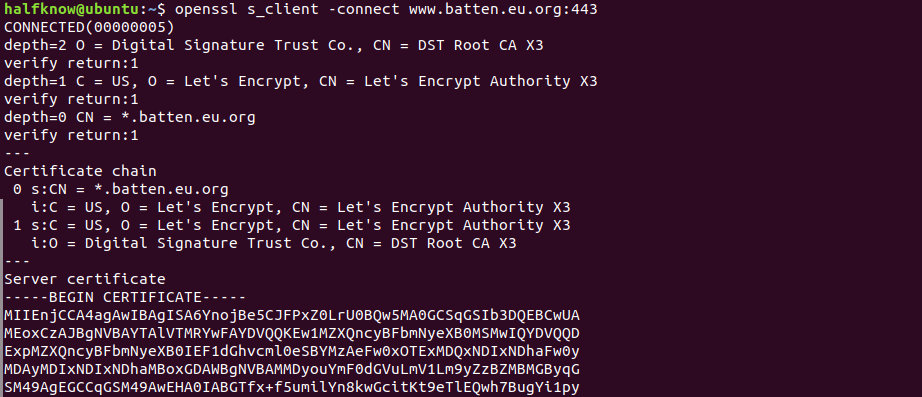 halfknow@ubuntu:~$ openssl s_client -connect www.batten.eu.org:443
CONNECTED(00000005)
depth=2 O = Digital Signature Trust Co., CN = DST Root CA X3
verify return:1
depth=1 C = US, O = Let's Encrypt, CN = Let's Encrypt Authority X3
verify return:1
depth=0 CN = *.batten.eu.org
verify return:1
---
Certificate chain
 0 s:CN = *.batten.eu.org
   i:C = US, O = Let's Encrypt, CN = Let's Encrypt Authority X3
 1 s:C = US, O = Let's Encrypt, CN = Let's Encrypt Authority X3
   i:O = Digital Signature Trust Co., CN = DST Root CA X3
---
Server certificate
-----BEGIN CERTIFICATE-----
MIIEnjCCA4agAwIBAgISA6YnojBe5CJFPxZ0LrU0BQw5MA0GCSqGSIb3DQEBCwUA
MEoxCzAJBgNVBAYTAlVTMRYwFAYDVQQKEw1MZXQncyBFbmNyeXB0MSMwIQYDVQQD
ExpMZXQncyBFbmNyeXB0IEF1dGhvcml0eSBYMzAeFw0xOTExMDQxNDIxNDhaFw0y
MDAyMDIxNDIxNDhaMBoxGDAWBgNVBAMMDyouYmF0dGVuLmV1Lm9yZzBZMBMGByqG
SM49AgEGCCqGSM49AwEHA0IABGTfx+f5umilYn8kwGcitKt9eTlEQwh7BugYi1py